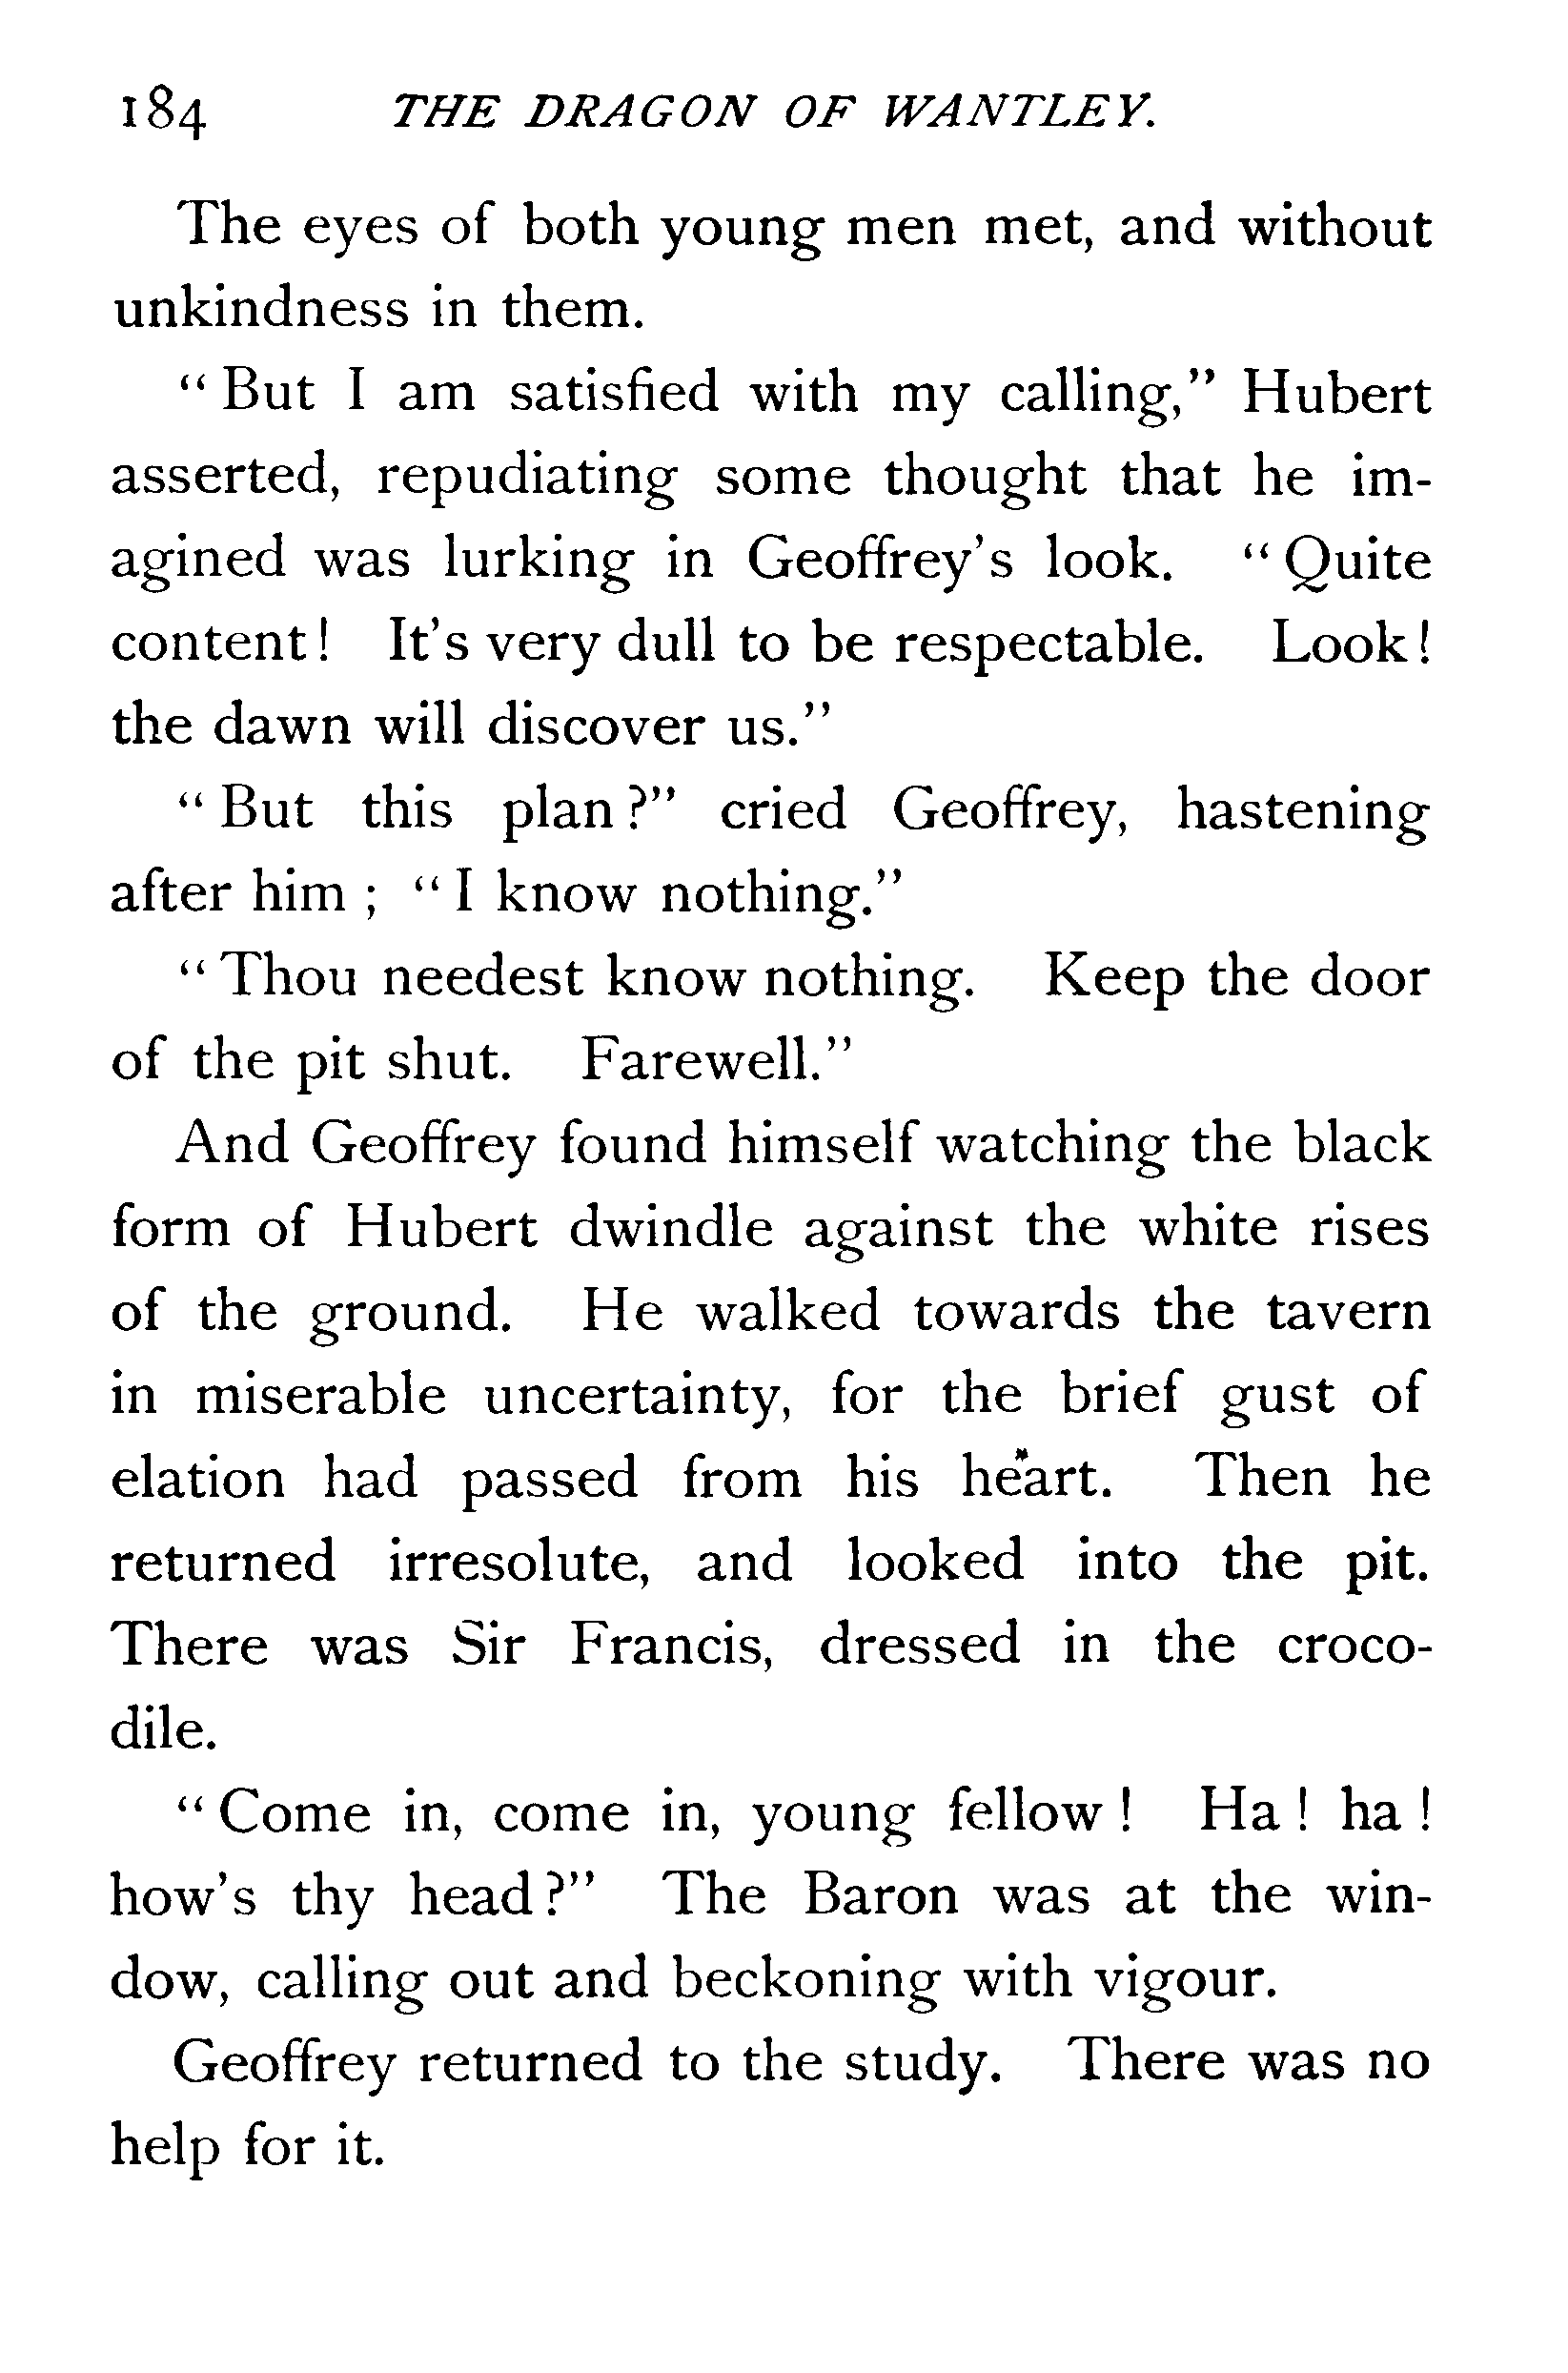 184 THE DRAGON OF WANTLEY.
The eyes of both young men met, and without
unkindness in them.
“ But I am satisfied with my calling,” Hubert
asserted, repudiating some thought that he im-
agined was lurking in Geoffrey’s look. “ Quite
content ! It’s very dull to be respectable. Look !
the dawn will discover us.”
“ But this plan ?” cried Geoffrey, hastening
after him ; “ I know nothing.”
“ Thou needest know nothing. Keep the door
of the pit shut. Farewell.”
And Geoffrey found himself watching the black
form of Hubert dwindle against the white rises
of the ground. He walked towards the tavern
in miserable uncertainty, for the brief gust of
elation had passed from his heart. Then he
returned irresolute, and looked into the pit.
There was Sir Francis, dressed in the croco-
dile.
“ Come in, come in, young fellow ! Ha ! ha !
how’s thy head ?” The Baron was at the win-
dow, calling out and beckoning with vigour.
Geoffrey returned to the study. There was no
help for it.